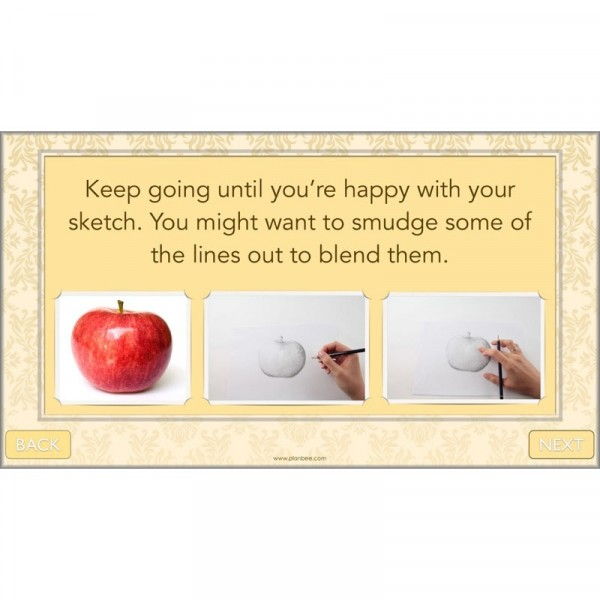 Keep going until you’re happy with your
sketch. You might want to smudge some of
the lines out to blend them.
BACK
NEXT
www.planbee.com